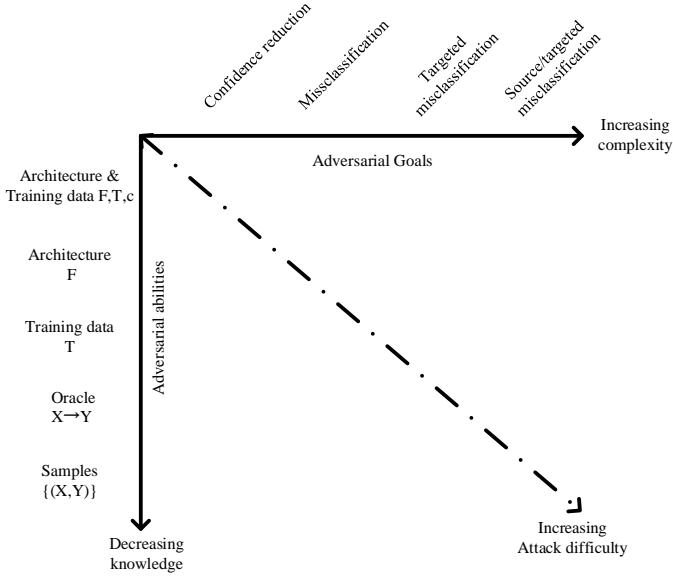 Confidence reduction
Missclassification
Targeted
misclassification
Source/targeted
misclassification
Increasing
complexity
Adversarial Goals
Architecture &
Training data F,T,c
Architecture
F
Training data
T
Oracle
X→Y
Samples
{(X,Y)}
Adversarial abilities
Decreasing
knowledge
Increasing
Attack difficulty